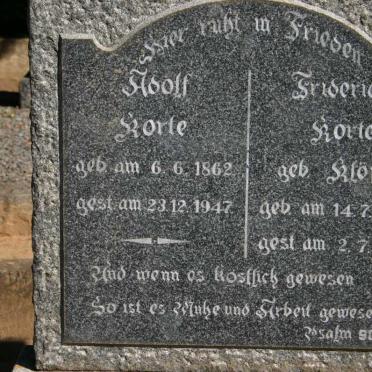 Hier ruht in Frieden
Adolf
Korte
geb. am 6. 6. 1862
gest. am 23.12.1947
Friederi
Korte
geb. Klö
geb. am 14.7
gest am 2.7
Und wenn es köstlich gewesen
So ist es Mühe und Arbeit gewese
Psalm 90